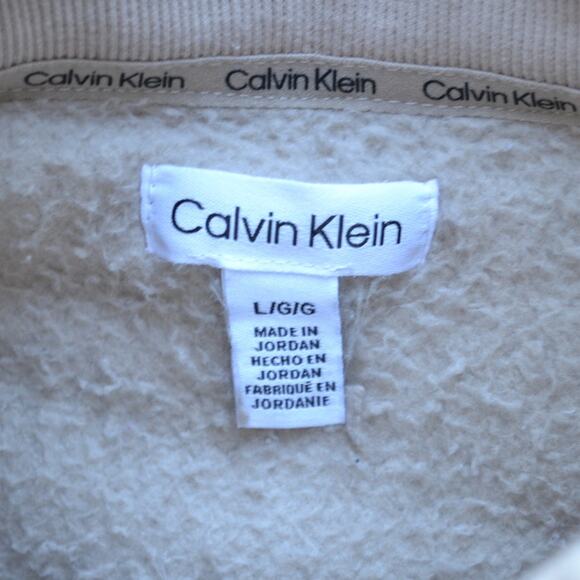 Calvin Klein Calvin Klein Calvin Klein
Calvin Klein
L/G/G
MADE IN
JORDAN
HECHO EN
JORDAN
FABRIQUÉ EN
JORDANIE